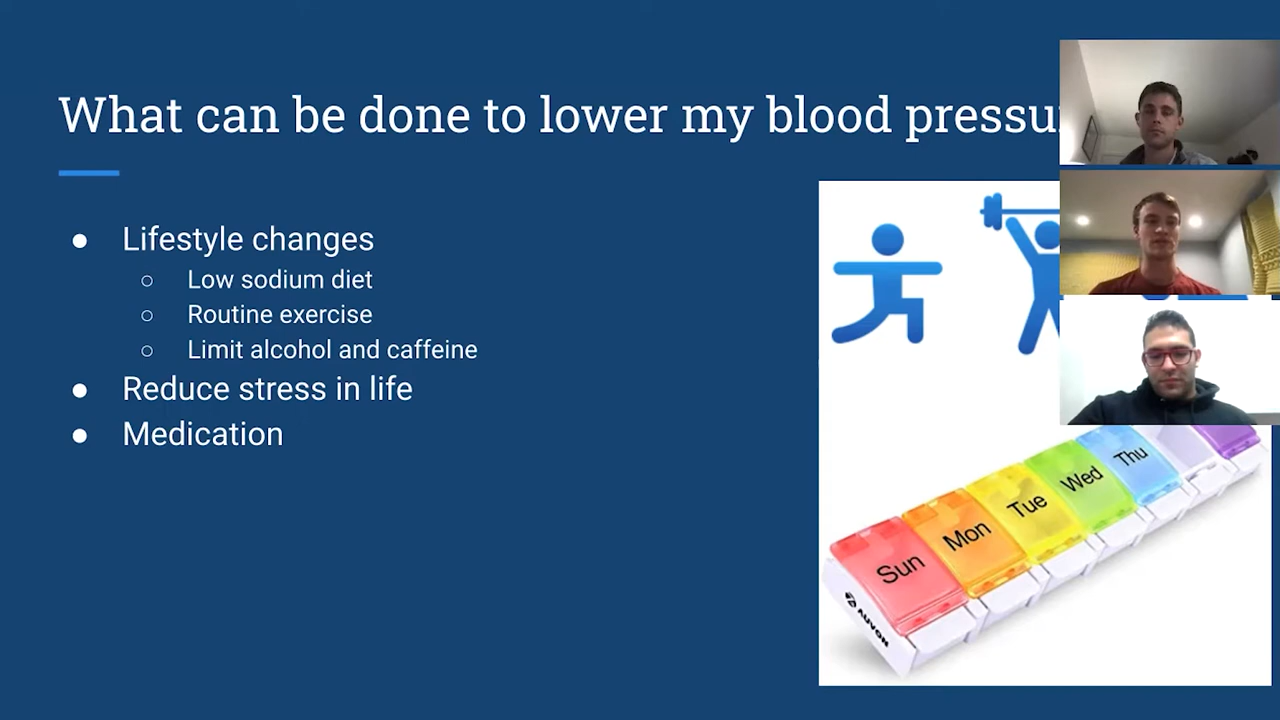 What can be done to lower my blood
● Lifestyle changes
○ Low sodium diet
○ Routine exercise
○ Limit alcohol and caffeine
● Reduce stress in life
● Medication
Sun
Mon
Tue
Wed
Thu
AUVON